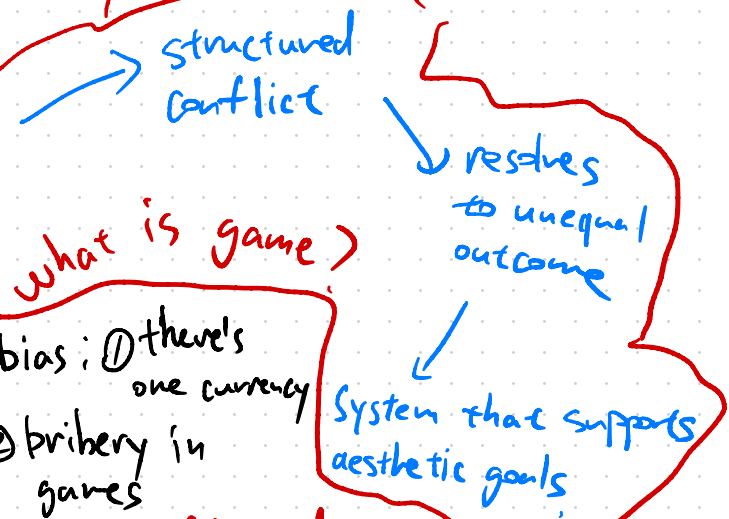 structured
conflict
resolves
to unequal
outcome
what is game?
bias: ① there's
one currency
② bribery in
games
System that supports
aesthetic goals